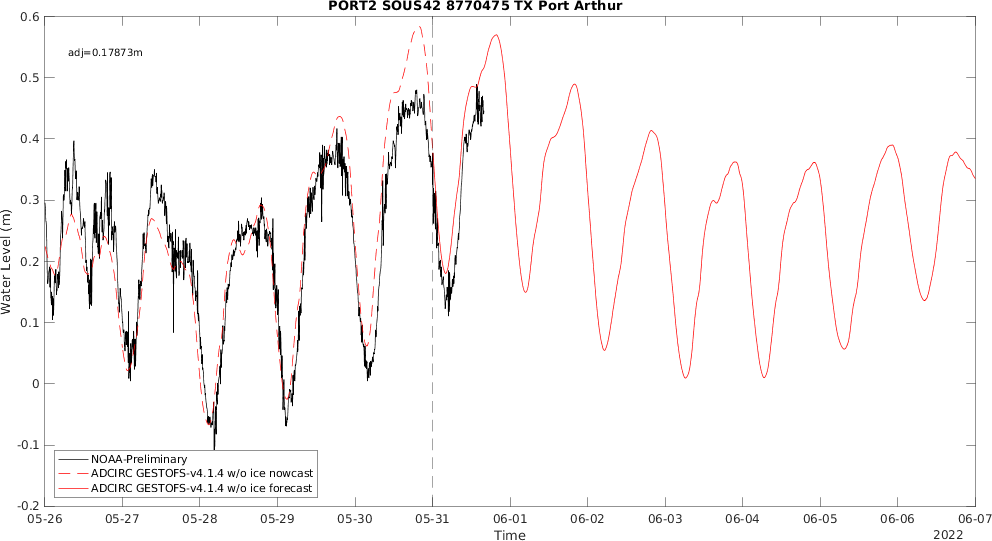 PORT2 SOUS42 8770475 TX Port Arthur
adj=0.17873m
Water Level (m)
0.6
0.5
0.4
0.3
0.2
0.1
0
-0.1
-0.2
NOAA-Preliminary
ADCIRC GESTOFS-v4.1.4 w/o ice nowcast
ADCIRC GESTOFS-v4.1.4 w/o ice forecast
05-26 05-27 05-28 05-29 05-30 05-31 06-01 06-02 06-03 06-04 06-05 06-06 06-07
Time
2022